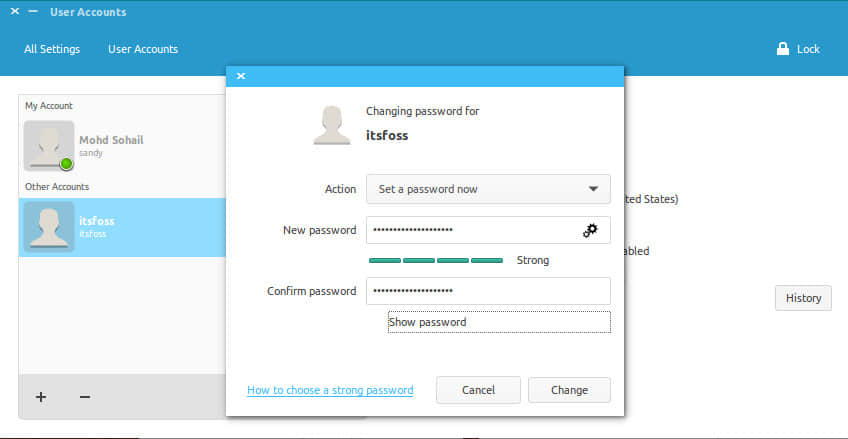 User Accounts
All Settings
User Accounts
Lock
My Account
Mohd Sohail
sandy
Other Accounts
itsfoss
itsfoss
Changing password for
itsfoss
Action
Set a password now
New password
••••••••••••••••••••
Strong
Confirm password
••••••••••••••••••••
Show password
How to choose a strong password
Cancel
Change
ted States)
abled
History